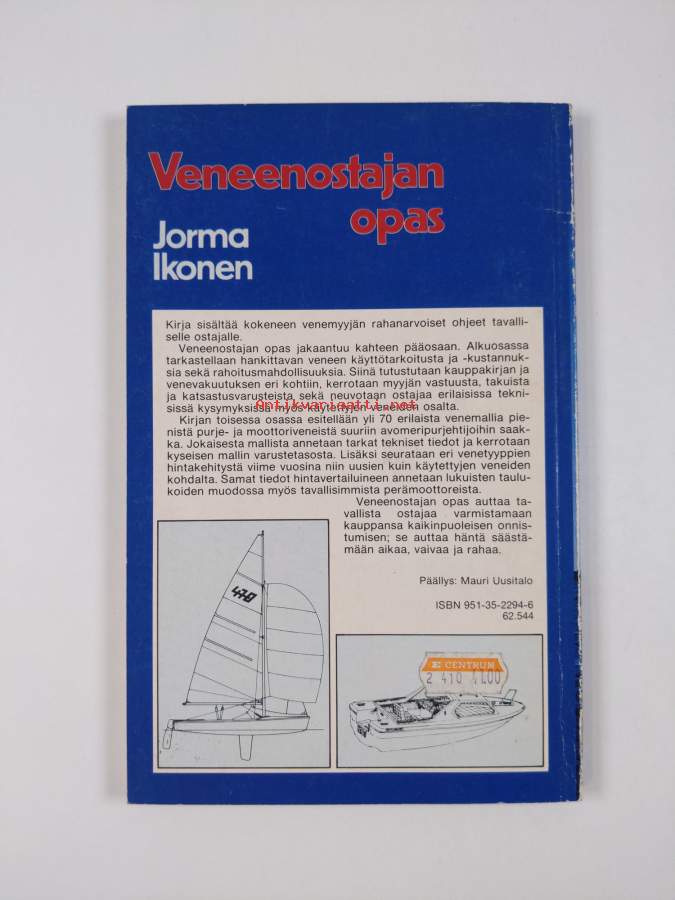 Veneenostajan
opas
Jorma
Ikonen
Kirja sisältää kokeneen venemyyjän rahanarvoiset ohjeet tavalli-
selle ostajalle.
Veneenostajan opas jakaantuu kahteen pääosaan. Alkuosassa
tarkastellaan hankittavan veneen käyttötarkoitusta ja -kustannuk-
sia sekä rahoitusmahdollisuuksia. Siinä tutustutaan kauppakirjan ja
venevakuutuksen eri kohtiin, kerrotaan myyjän vastuusta, takuista
ja katsastusvarusteista sekä neuvotaan ostajaa erilaisissa tekni-
sissä kysymyksissä myös käytettyjen veneiden osalta.
Antikvariaatti.net
Kirjan toisessa osassa esitellään yli 70 erilaista venemallia pie-
nistä purje- ja moottoriveneistä suuriin avomeripurjehtijoihin saak-
ka. Jokaisesta mallista annetaan tarkat tekniset tiedot ja kerrotaan
kyseisen mallin varustetasosta. Lisäksi seurataan eri venetyyppien
hintakehitystä viime vuosina niin uusien kuin käytettyjen veneiden
kohdalta. Samat tiedot hintavertailuineen annetaan lukuisten taulu-
koiden muodossa myös tavallisimmista perämoottoreista.
Veneenostajan opas auttaa ta-
vallista ostajaa varmistamaan
kauppansa kaikinpuoleisen onnis-
tumisen; se auttaa häntä säästä-
mään aikaa, vaivaa ja rahaa.
Päällys: Mauri Uusitalo
ISBN 951-35-2294-6
62.544
470
E CENTRUM
2 410